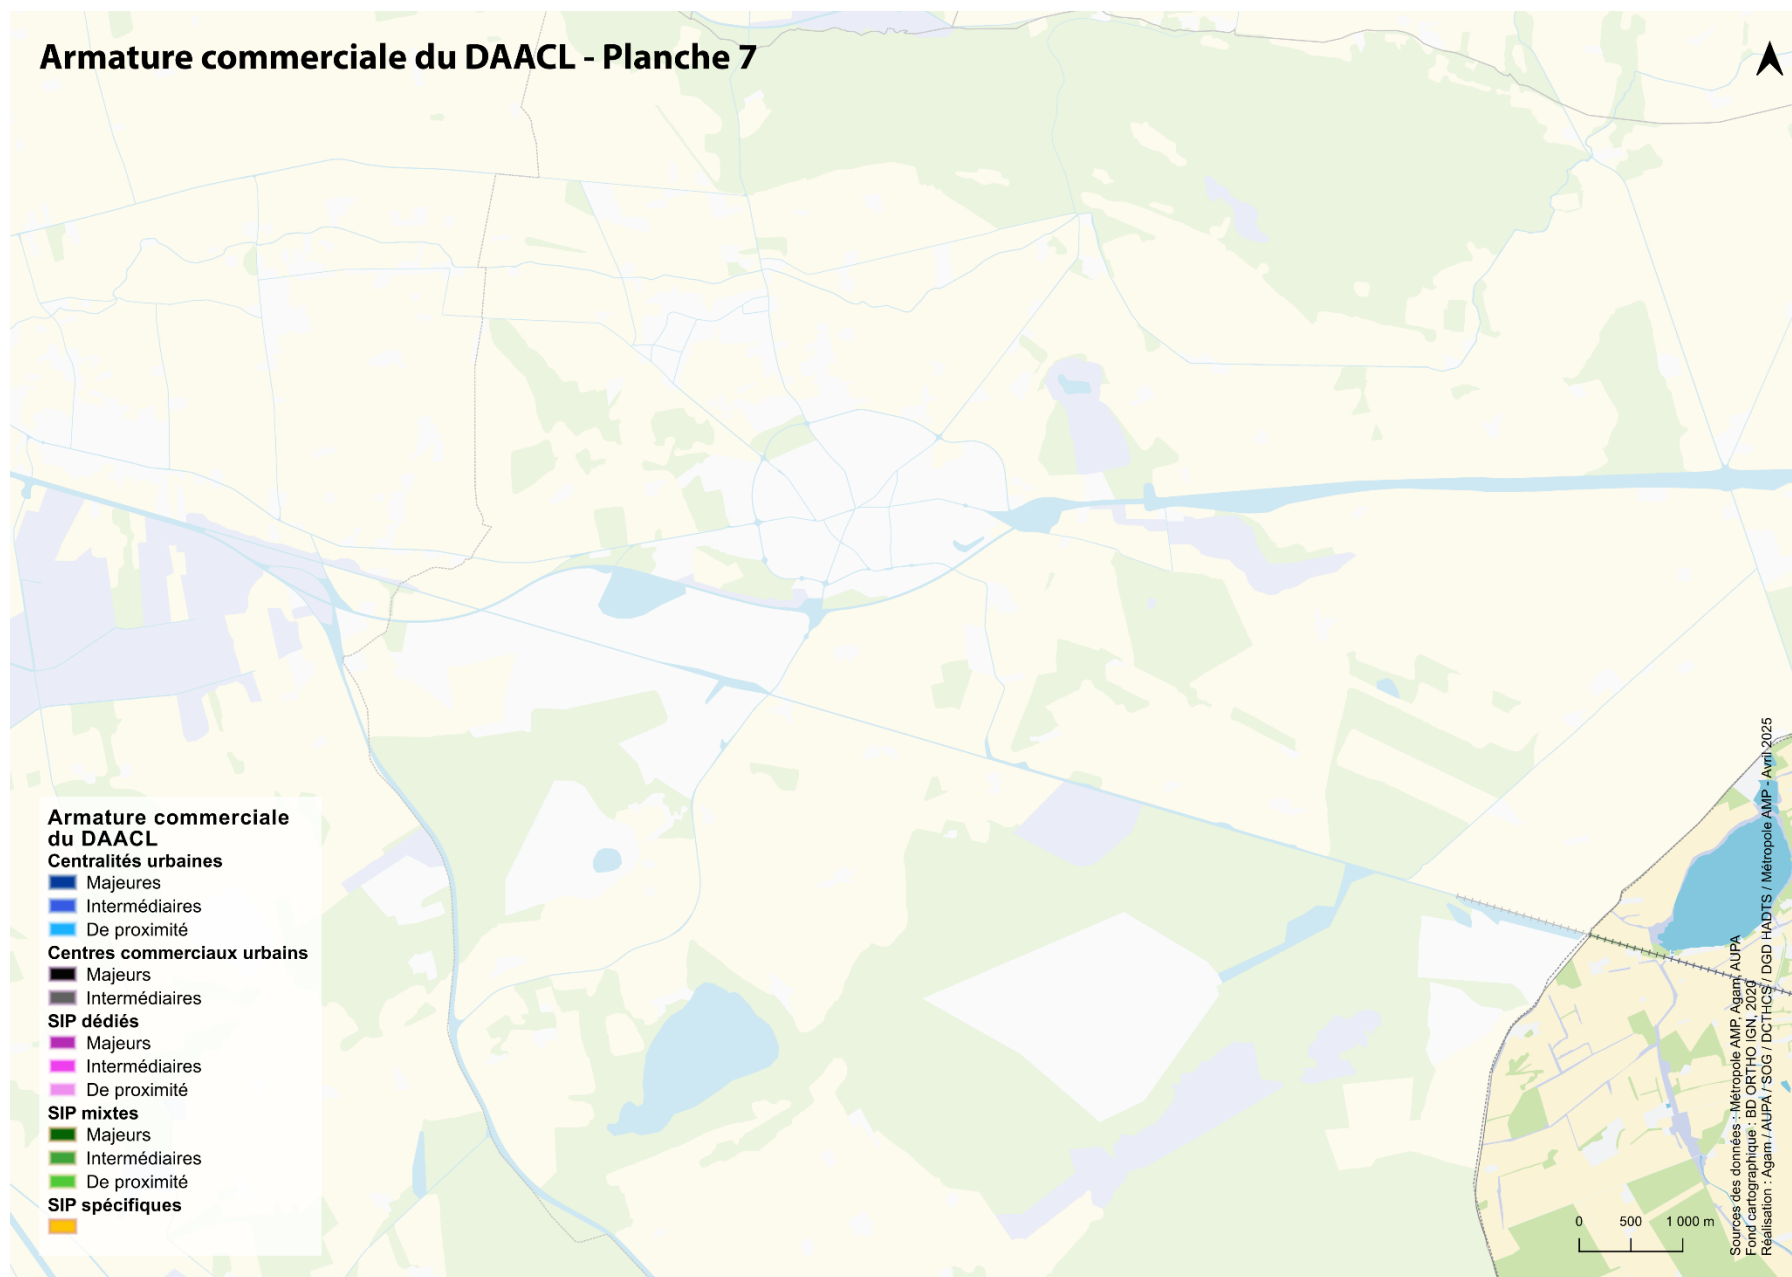 Armature commerciale du DAACL - Planche 7
Armature commerciale
du DAACL
Centralités urbaines
Majeures
Intermédiaires
De proximité
Centres commerciaux urbains
Majeurs
Intermédiaires
SIP dédiés
Majeurs
Intermédiaires
De proximité
SIP mixtes
Majeurs
Intermédiaires
De proximité
SIP spécifiques
0 500 1 000 m
Sources des données : Métropole AMP, Agam, AUPA
Fond cartographique : BD ORTHO IGN, 2020
Réalisation : Agam / AUPA / SOG / DCTHCS / DGD HADTS / Métropole AMP - Avril 2025